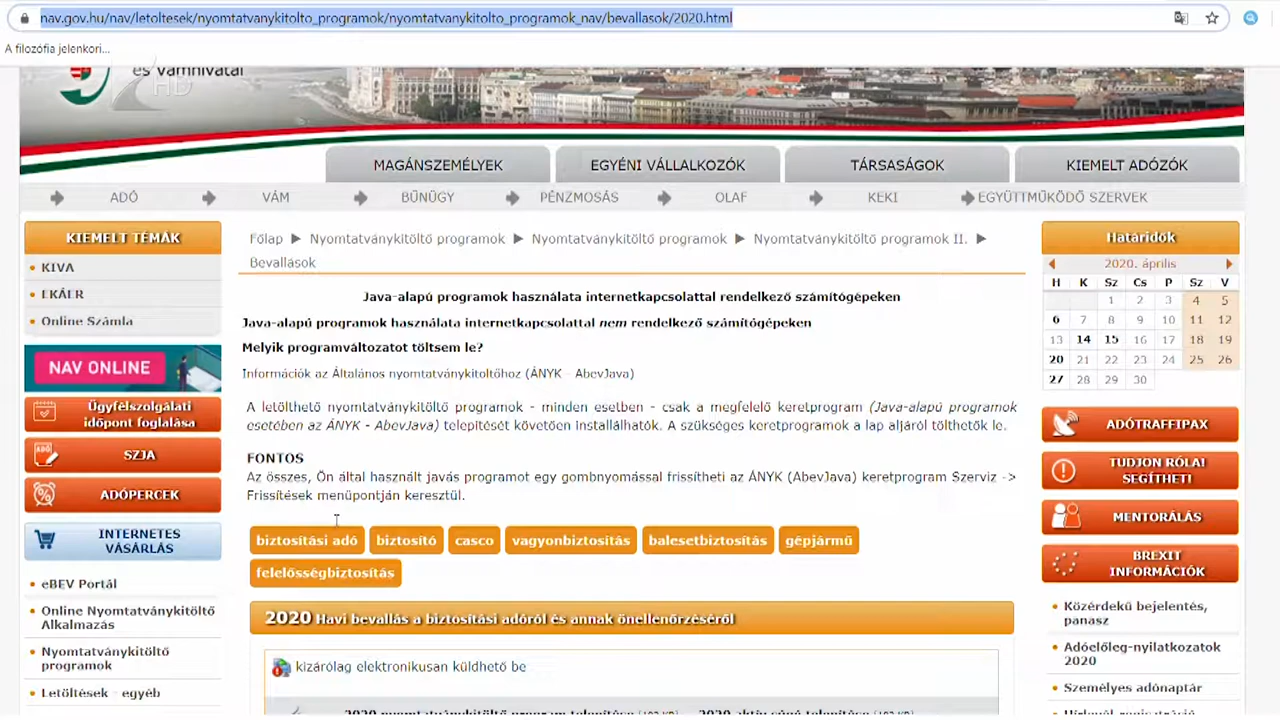 nav.gov.hu/nav/letoltesek/nyomtatvanykitolto_programok/nyomtatvanykitolto_programok_nav/bevallasok/2020.html
A filozófia jelenkori...
és Vámhivatal
HD
MAGÁNSZEMÉLYEK
EGYÉNI VÁLLALKOZÓK
TÁRSASÁGOK
KIEMELT ADÓZÓK
ADÓ
VÁM
BŰNÜGY
PÉNZMOSÁS
OLAF
KEKI
EGYÜTTMŰKÖDŐ SZERVEK
KIEMELT TÉMÁK
KIVA
EKÁER
Online Számla
NAV ONLINE
Ügyfélszolgálati
időpont foglalása
SZJA
ADÓPERCEK
INTERNETES
VÁSÁRLÁS
eBEV Portál
Online Nyomtatványkitöltő
Alkalmazás
Nyomtatványkitöltő
programok
Letöltések - egyéb
Főlap ▶ Nyomtatványkitöltő programok ▶ Nyomtatványkitöltő programok ▶ Nyomtatványkitöltő programok II. ▶
Bevallások
Java-alapú programok használata internetkapcsolattal rendelkező számítógépeken
Java-alapú programok használata internetkapcsolattal nem rendelkező számítógépeken
Melyik programváltozatot töltsem le?
Információk az Általános nyomtatványkitöltőhöz (ÁNYK - AbevJava)
A letölthető nyomtatványkitöltő programok - minden esetben - csak a megfelelő keretprogram (Java-alapú programok
esetében az ÁNYK - AbevJava) telepítését követően installálhatók. A szükséges keretprogramok a lap aljáról tölthetők le.
FONTOS
Az összes, Ön által használt javás programot egy gombnyomással frissítheti az ÁNYK (AbevJava) keretprogram Szerviz ->
Frissítések menüpontján keresztül.
biztosítási adó
biztosító
casco
vagyonbiztosítás
balesetbiztosítás
gépjármű
felelősségbiztosítás
2020 Havi bevallás a biztosítási adóról és annak önellenőrzéséről
kizárólag elektronikusan küldhető be
2020 nyomtatványkitöltő program telepítése
Határidők
2020. április
H K Sz Cs P Sz V
1 2 3 4 5
6 7 8 9 10 11 12
13 14 15 16 17 18 19
20 21 22 23 24 25 26
27 28 29 30
ADÓTRAFFIPAX
TUDJON RÓLA!
SEGÍTHET!
MENTORÁLÁS
BREXIT
INFORMÁCIÓK
Közérdekű bejelentés,
panasz
Adóelőleg-nyilatkozatok
2020
Személyes adónaptár